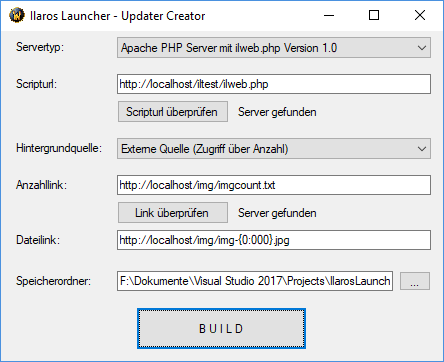 Ilaros Launcher - Updater Creator
Servertyp: Apache PHP Server mit ilweb.php Version 1.0
Scripturl: http://localhost/iltest/ilweb.php
Scripturl überprüfen Server gefunden
Hintergrundquelle: Externe Quelle (Zugriff über Anzahl)
Anzahllink: http://localhost/img/imgcount.txt
Link überprüfen Server gefunden
Dateilink: http://localhost/img/img-{0:000}.jpg
Speicherordner: F:\Dokumente\Visual Studio 2017\Projects\IlarosLaunch ...
BUILD